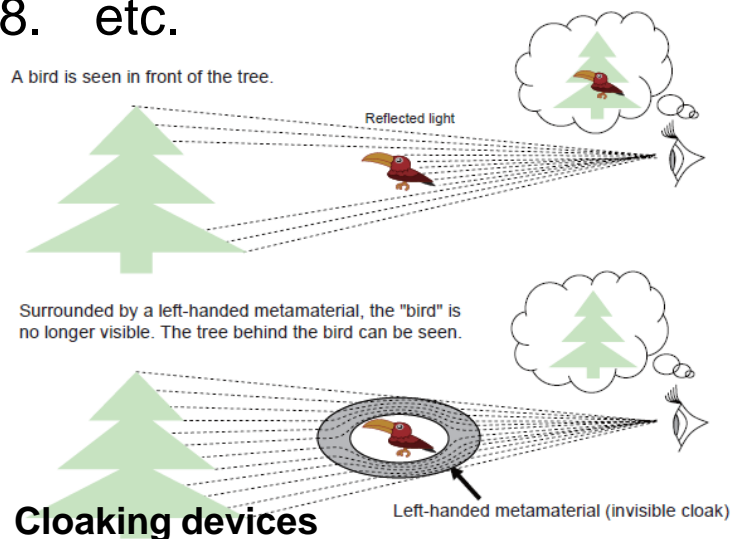 8. etc.
A bird is seen in front of the tree.
Reflected light
Surrounded by a left-handed metamaterial, the "bird" is
no longer visible. The tree behind the bird can be seen.
Left-handed metamaterial (invisible cloak)
Cloaking devices